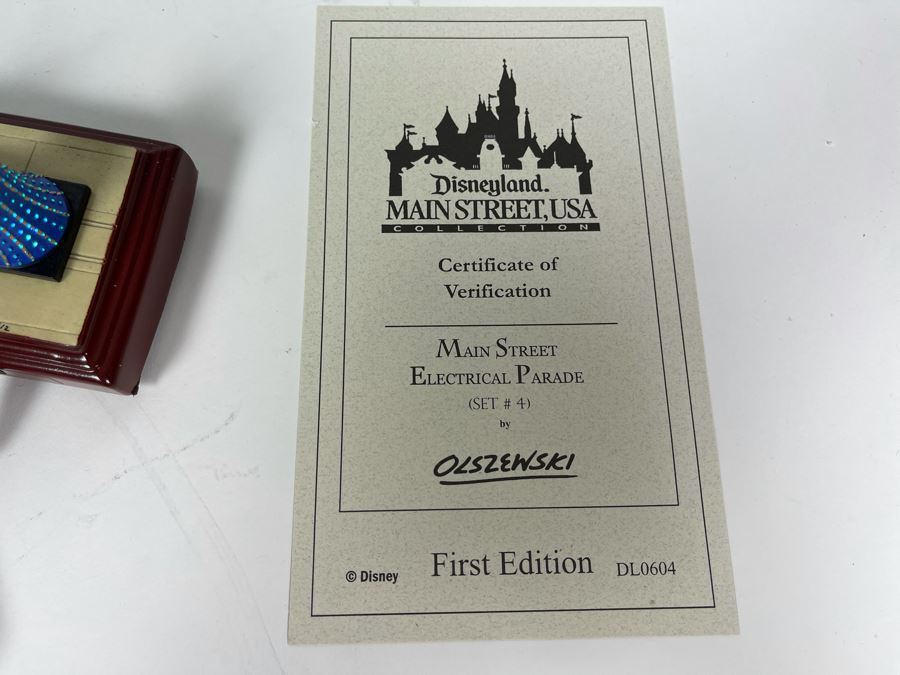 Disneyland®
MAIN STREET, USA
COLLECTION
Certificate of
Verification
MAIN STREET
ELECTRICAL PARADE
(SET # 4)
by
OLSZEWSKI
© Disney First Edition DL0604